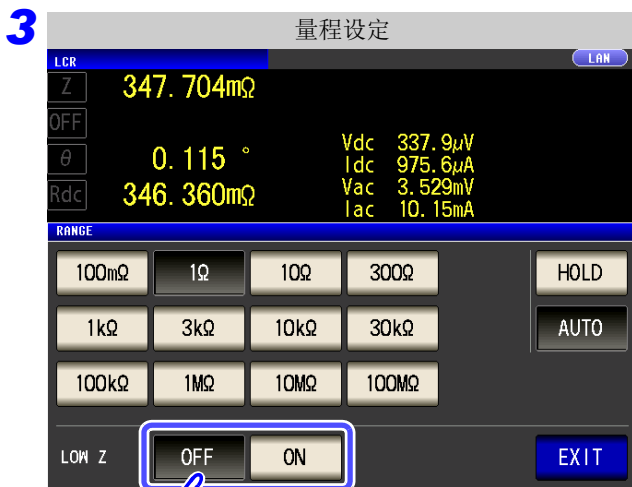 3
量程设定
LCR LAN
Z 347.704mΩ
OFF
θ 0.115 °
Rdc 346.360mΩ
Vdc 337.9μV
Idc 975.6μA
Vac 3.529mV
Iac 10.15mA
RANGE
100mΩ 1Ω 10Ω 300Ω HOLD
1kΩ 3kΩ 10kΩ 30kΩ AUTO
100kΩ 1MΩ 10MΩ 100MΩ
LOW Z OFF ON EXIT